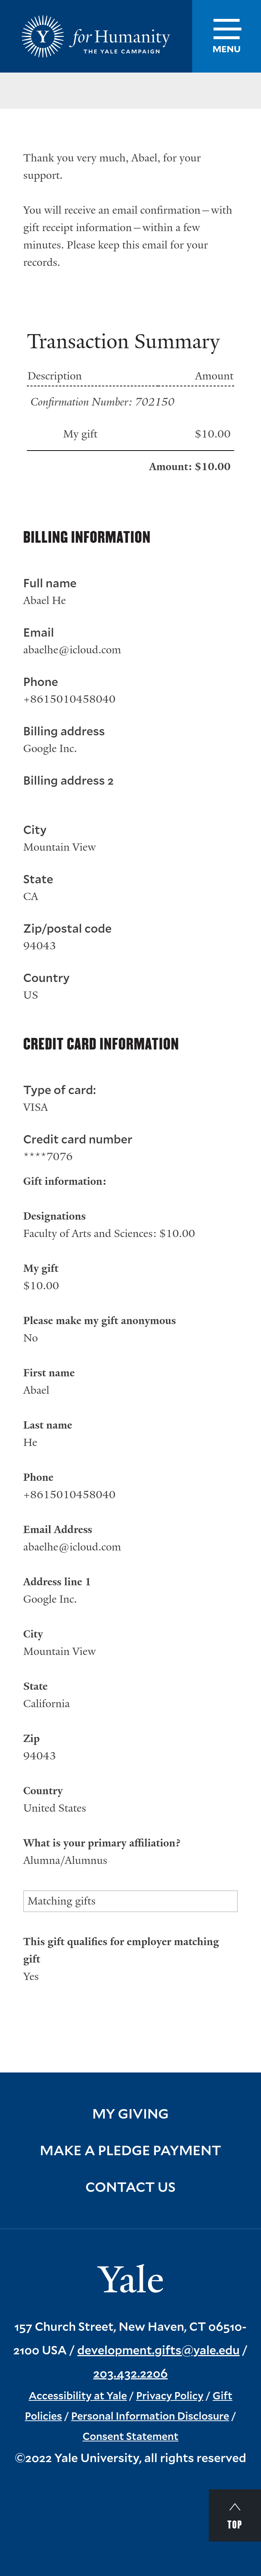 Y
for Humanity
THE YALE CAMPAIGN
MENU
Thank you very much, Abael, for your
support.
You will receive an email confirmation—with
gift receipt information—within a few
minutes. Please keep this email for your
records.
Transaction Summary
Description Amount
Confirmation Number: 702150
My gift $10.00
Amount: $10.00
BILLING INFORMATION
Full name
Abael He
Email
abaelhe@icloud.com
Phone
+8615010458040
Billing address
Google Inc.
Billing address 2
City
Mountain View
State
CA
Zip/postal code
94043
Country
US
CREDIT CARD INFORMATION
Type of card:
VISA
Credit card number
****7076
Gift information:
Designations
Faculty of Arts and Sciences: $10.00
My gift
$10.00
Please make my gift anonymous
No
First name
Abael
Last name
He
Phone
+8615010458040
Email Address
abaelhe@icloud.com
Address line 1
Google Inc.
City
Mountain View
State
California
Zip
94043
Country
United States
What is your primary affiliation?
Alumna/Alumnus
Matching gifts
This gift qualifies for employer matching
gift
Yes
MY GIVING
MAKE A PLEDGE PAYMENT
CONTACT US
Yale
157 Church Street, New Haven, CT 06510-
2100 USA / development.gifts@yale.edu /
203.432.2206
Accessibility at Yale / Privacy Policy / Gift
Policies / Personal Information Disclosure /
Consent Statement
©2022 Yale University, all rights reserved
TOP